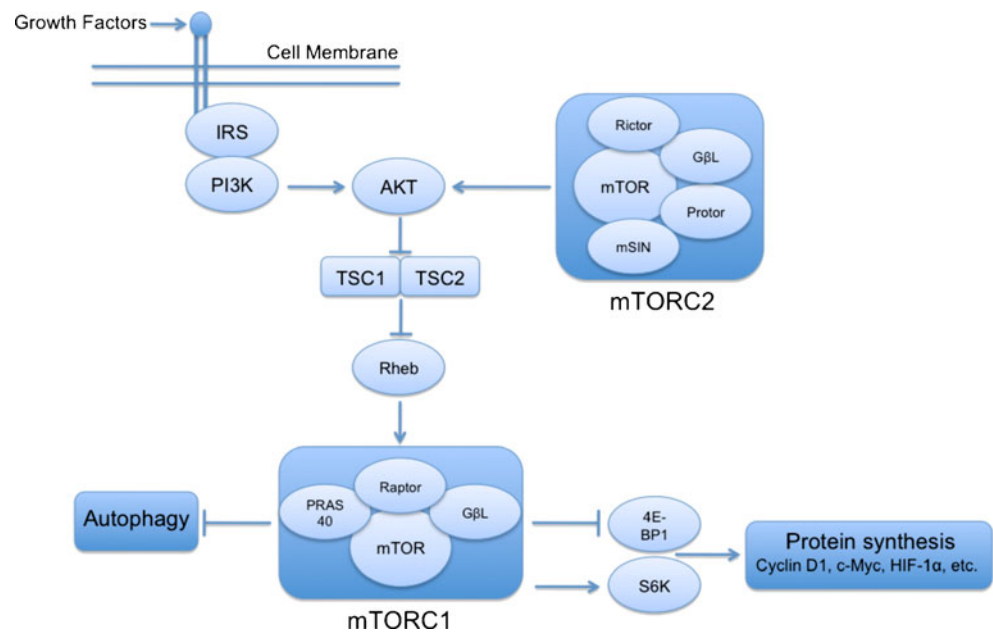 Growth Factors
Cell Membrane
IRS
PI3K
AKT
Rictor
GβL
mTOR
Protor
mSIN
mTORC2
TSC1
TSC2
Rheb
Raptor
PRAS
40
GβL
mTOR
mTORC1
Autophagy
4E-
BP1
S6K
Protein synthesis
Cyclin D1, c-Myc, HIF-1α, etc.